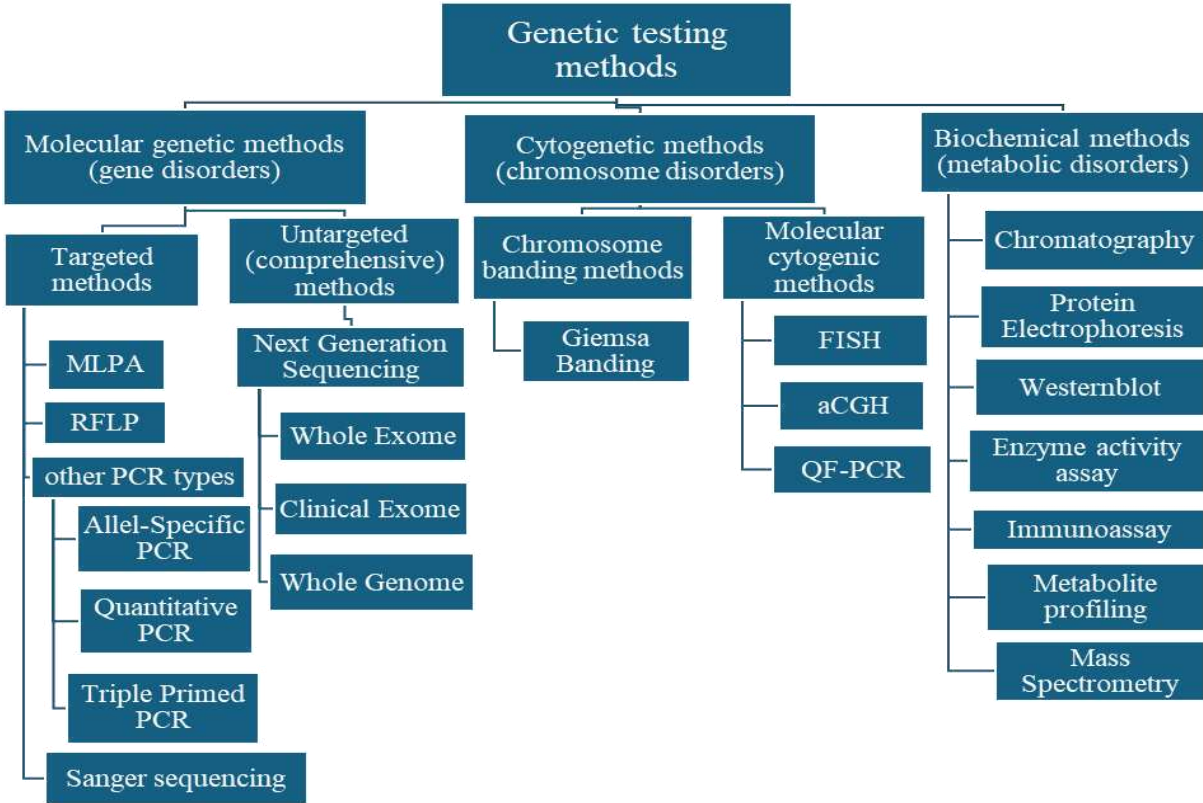 Genetic testing
methods
Molecular genetic methods
(gene disorders)
Targeted
methods
MLPA
RFLP
other PCR types
Allel-Specific
PCR
Quantitative
PCR
Triple Primed
PCR
Sanger sequencing
Untargeted
(comprehensive)
methods
Next Generation
Sequencing
Whole Exome
Clinical Exome
Whole Genome
Cytogenetic methods
(chromosome disorders)
Chromosome
banding methods
Giemsa
Banding
Molecular
cytogenic
methods
FISH
aCGH
QF-PCR
Biochemical methods
(metabolic disorders)
Chromatography
Protein
Electrophoresis
Westernblot
Enzyme activity
assay
Immunoassay
Metabolite
profiling
Mass
Spectrometry